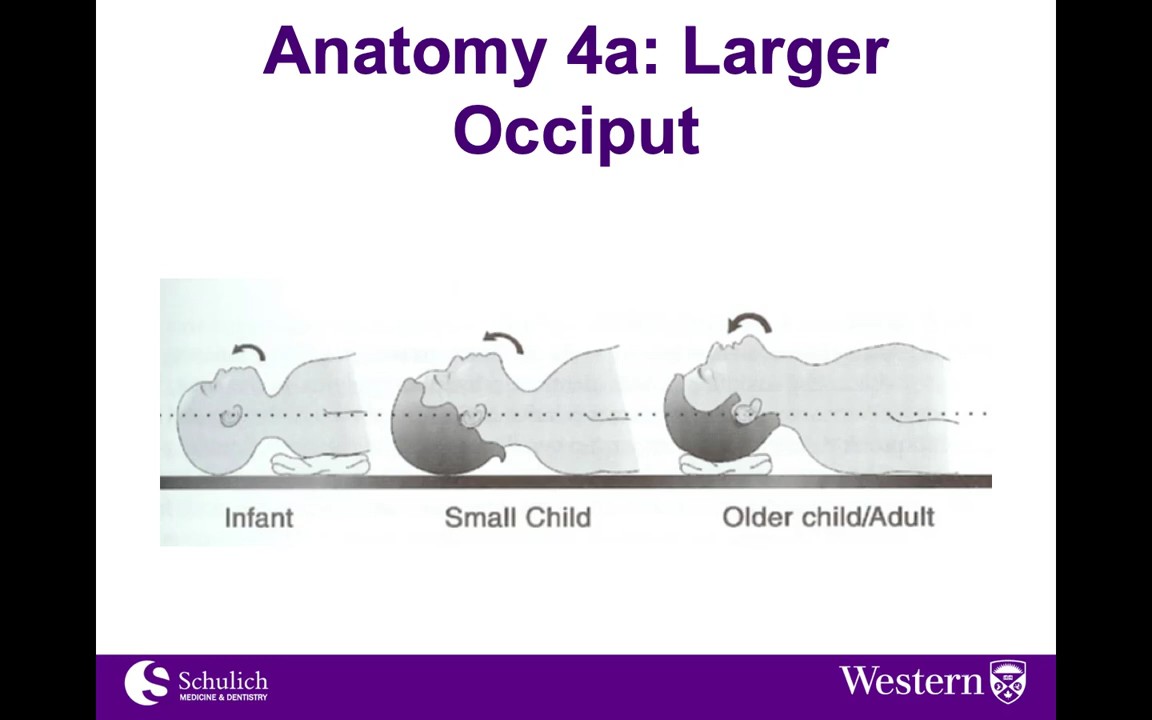 Anatomy 4a: Larger
Occiput
Infant
Small Child
Older child/Adult
Schulich
MEDICINE & DENTISTRY
Western